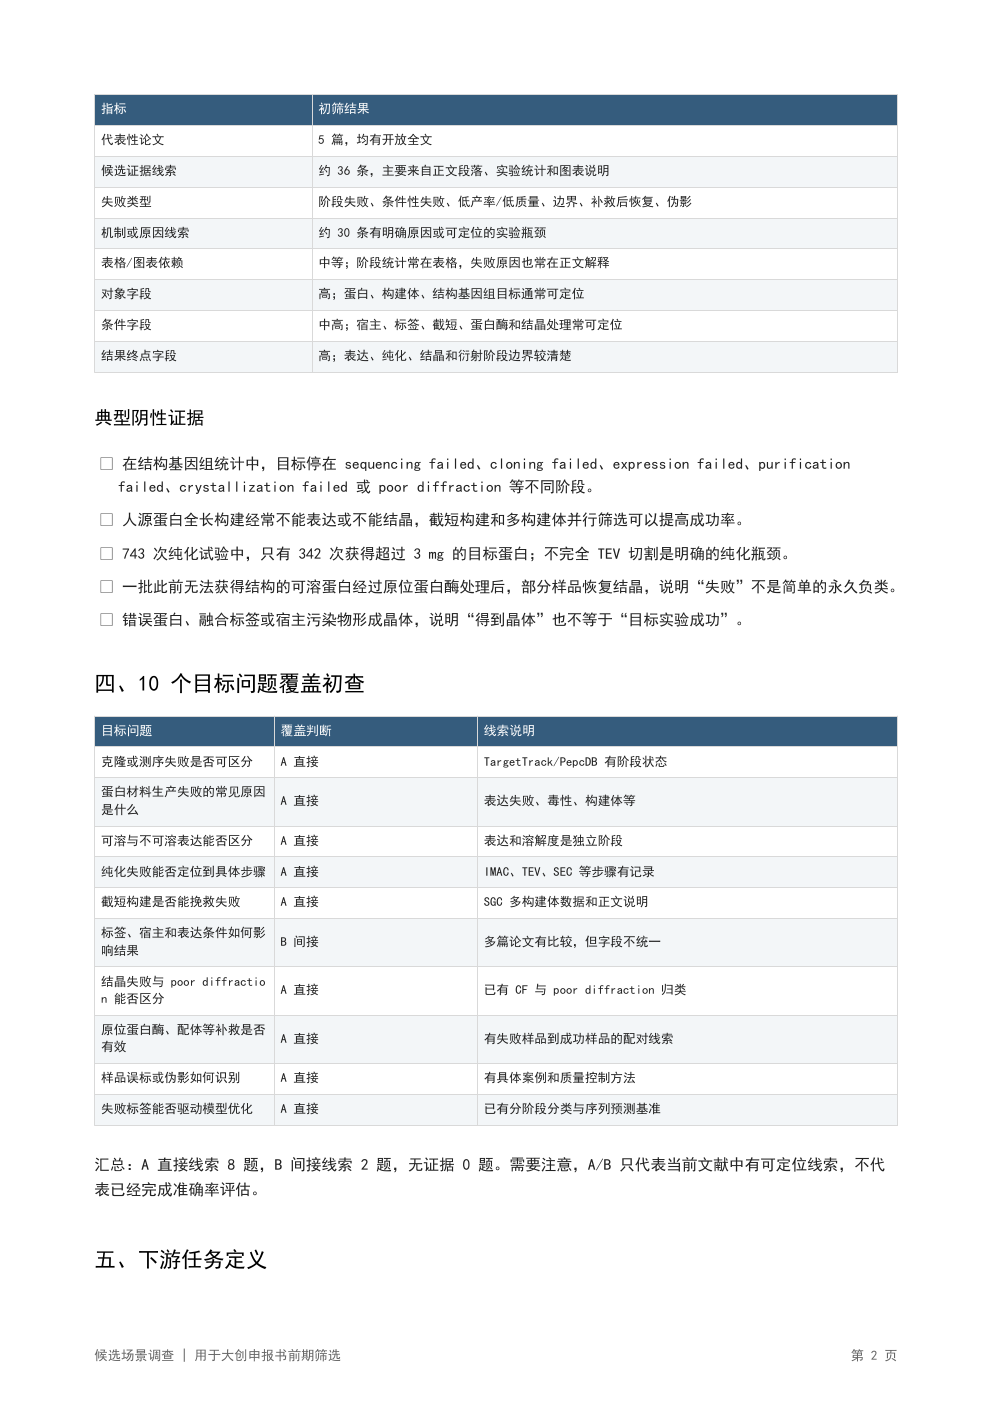 指标 初筛结果
代表性论文 5 篇，均有开放全文
候选证据线索 约 36 条，主要来自正文段落、实验统计和图表说明
失败类型 阶段失败、条件性失败、低产率/低质量、边界、补救后恢复、伪影
机制或原因线索 约 30 条有明确原因或可定位的实验瓶颈
表格/图表依赖 中等；阶段统计常在表格，失败原因也常在正文解释
对象字段 高；蛋白、构建体、结构基因组目标通常可定位
条件字段 中高；宿主、标签、截短、蛋白酶和结晶处理常可定位
结果终点字段 高；表达、纯化、结晶和衍射阶段边界较清楚
典型阴性证据
□ 在结构基因组统计中，目标停在 sequencing failed、cloning failed、expression failed、purification
failed、crystallization failed 或 poor diffraction 等不同阶段。
□ 人源蛋白全长构建经常不能表达或不能结晶，截短构建和多构建体并行筛选可以提高成功率。
□ 743 次纯化试验中，只有 342 次获得超过 3 mg 的目标蛋白；不完全 TEV 切割是明确的纯化瓶颈。
□ 一批此前无法获得结构的可溶蛋白经过原位蛋白酶处理后，部分样品恢复结晶，说明“失败”不是简单的永久负类。
□ 错误蛋白、融合标签或宿主污染物形成晶体，说明“得到晶体”也不等于“目标实验成功”。
四、10 个目标问题覆盖初查
目标问题 覆盖判断 线索说明
克隆或测序失败是否可区分 A 直接 TargetTrack/PepcDB 有阶段状态
蛋白材料生产失败的常见原因
是什么 A 直接 表达失败、毒性、构建体等
可溶与不可溶表达能否区分 A 直接 表达和溶解度是独立阶段
纯化失败能否定位到具体步骤 A 直接 IMAC、TEV、SEC 等步骤有记录
截短构建是否能挽救失败 A 直接 SGC 多构建体数据和正文说明
标签、宿主和表达条件如何影
响结果 B 间接 多篇论文有比较，但字段不统一
结晶失败与 poor diffractio
n 能否区分 A 直接 已有 CF 与 poor diffraction 归类
原位蛋白酶、配体等补救是否
有效 A 直接 有失败样品到成功样品的配对线索
样品误标或伪影如何识别 A 直接 有具体案例和质量控制方法
失败标签能否驱动模型优化 A 直接 已有分阶段分类与序列预测基准
汇总：A 直接线索 8 题，B 间接线索 2 题，无证据 0 题。需要注意，A/B 只代表当前文献中有可定位线索，不代
表已经完成准确率评估。
五、下游任务定义
候选场景调查 | 用于大创申报书前期筛选 第 2 页